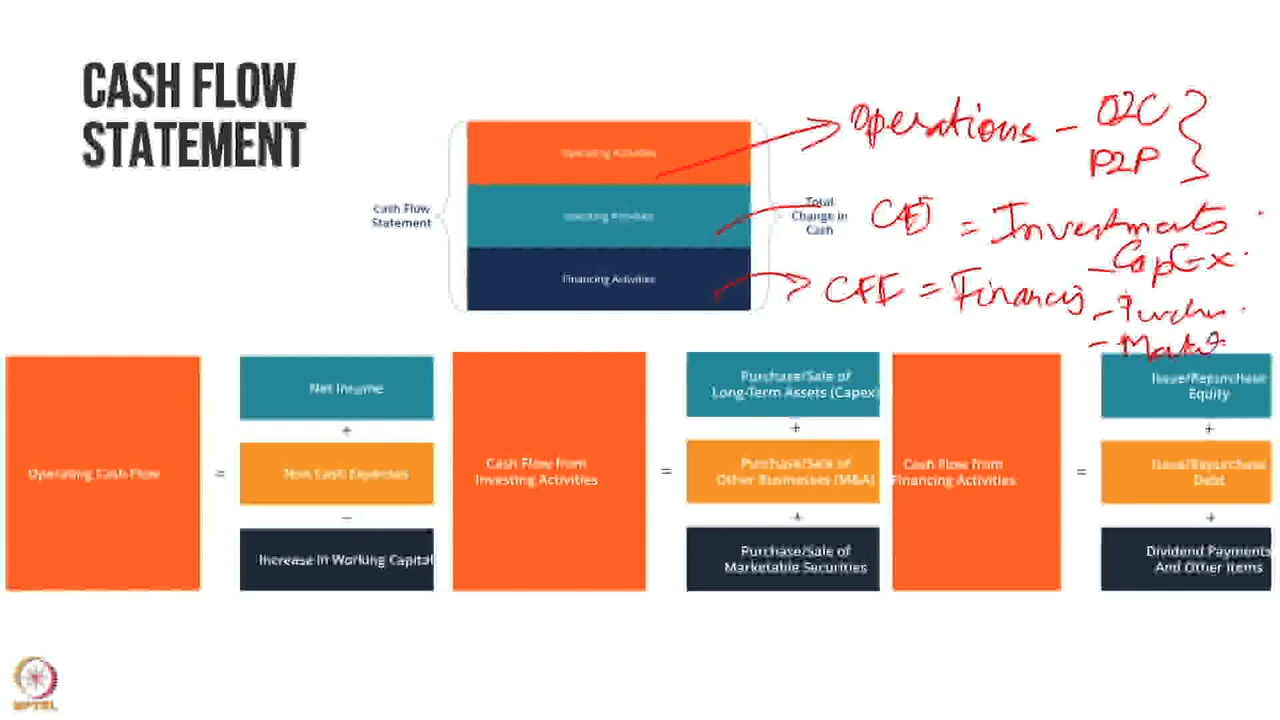 CASH FLOW
STATEMENT
Operating Activities
Investing Activities
Financing Activities
Cash Flow
Statement
Total
Change in
Cash
Operations - O2C
P2P
= Investments
- CapEx
CFF = Financing
Operating Cash Flow
=
Net Income
+
Non Cash Expenses
-
Increase in Working Capital
Cash Flow from
Investing Activities
=
Purchase/Sale of
Long-Term Assets (Capex)
+
Purchase/Sale of
Other Businesses (M&A)
+
Purchase/Sale of
Marketable Securities
Cash Flow from
Financing Activities
=
Issue/Repurchase
Equity
+
Issue/Repurchase
Debt
+
Dividend Payments
And Other Items
NPTEL